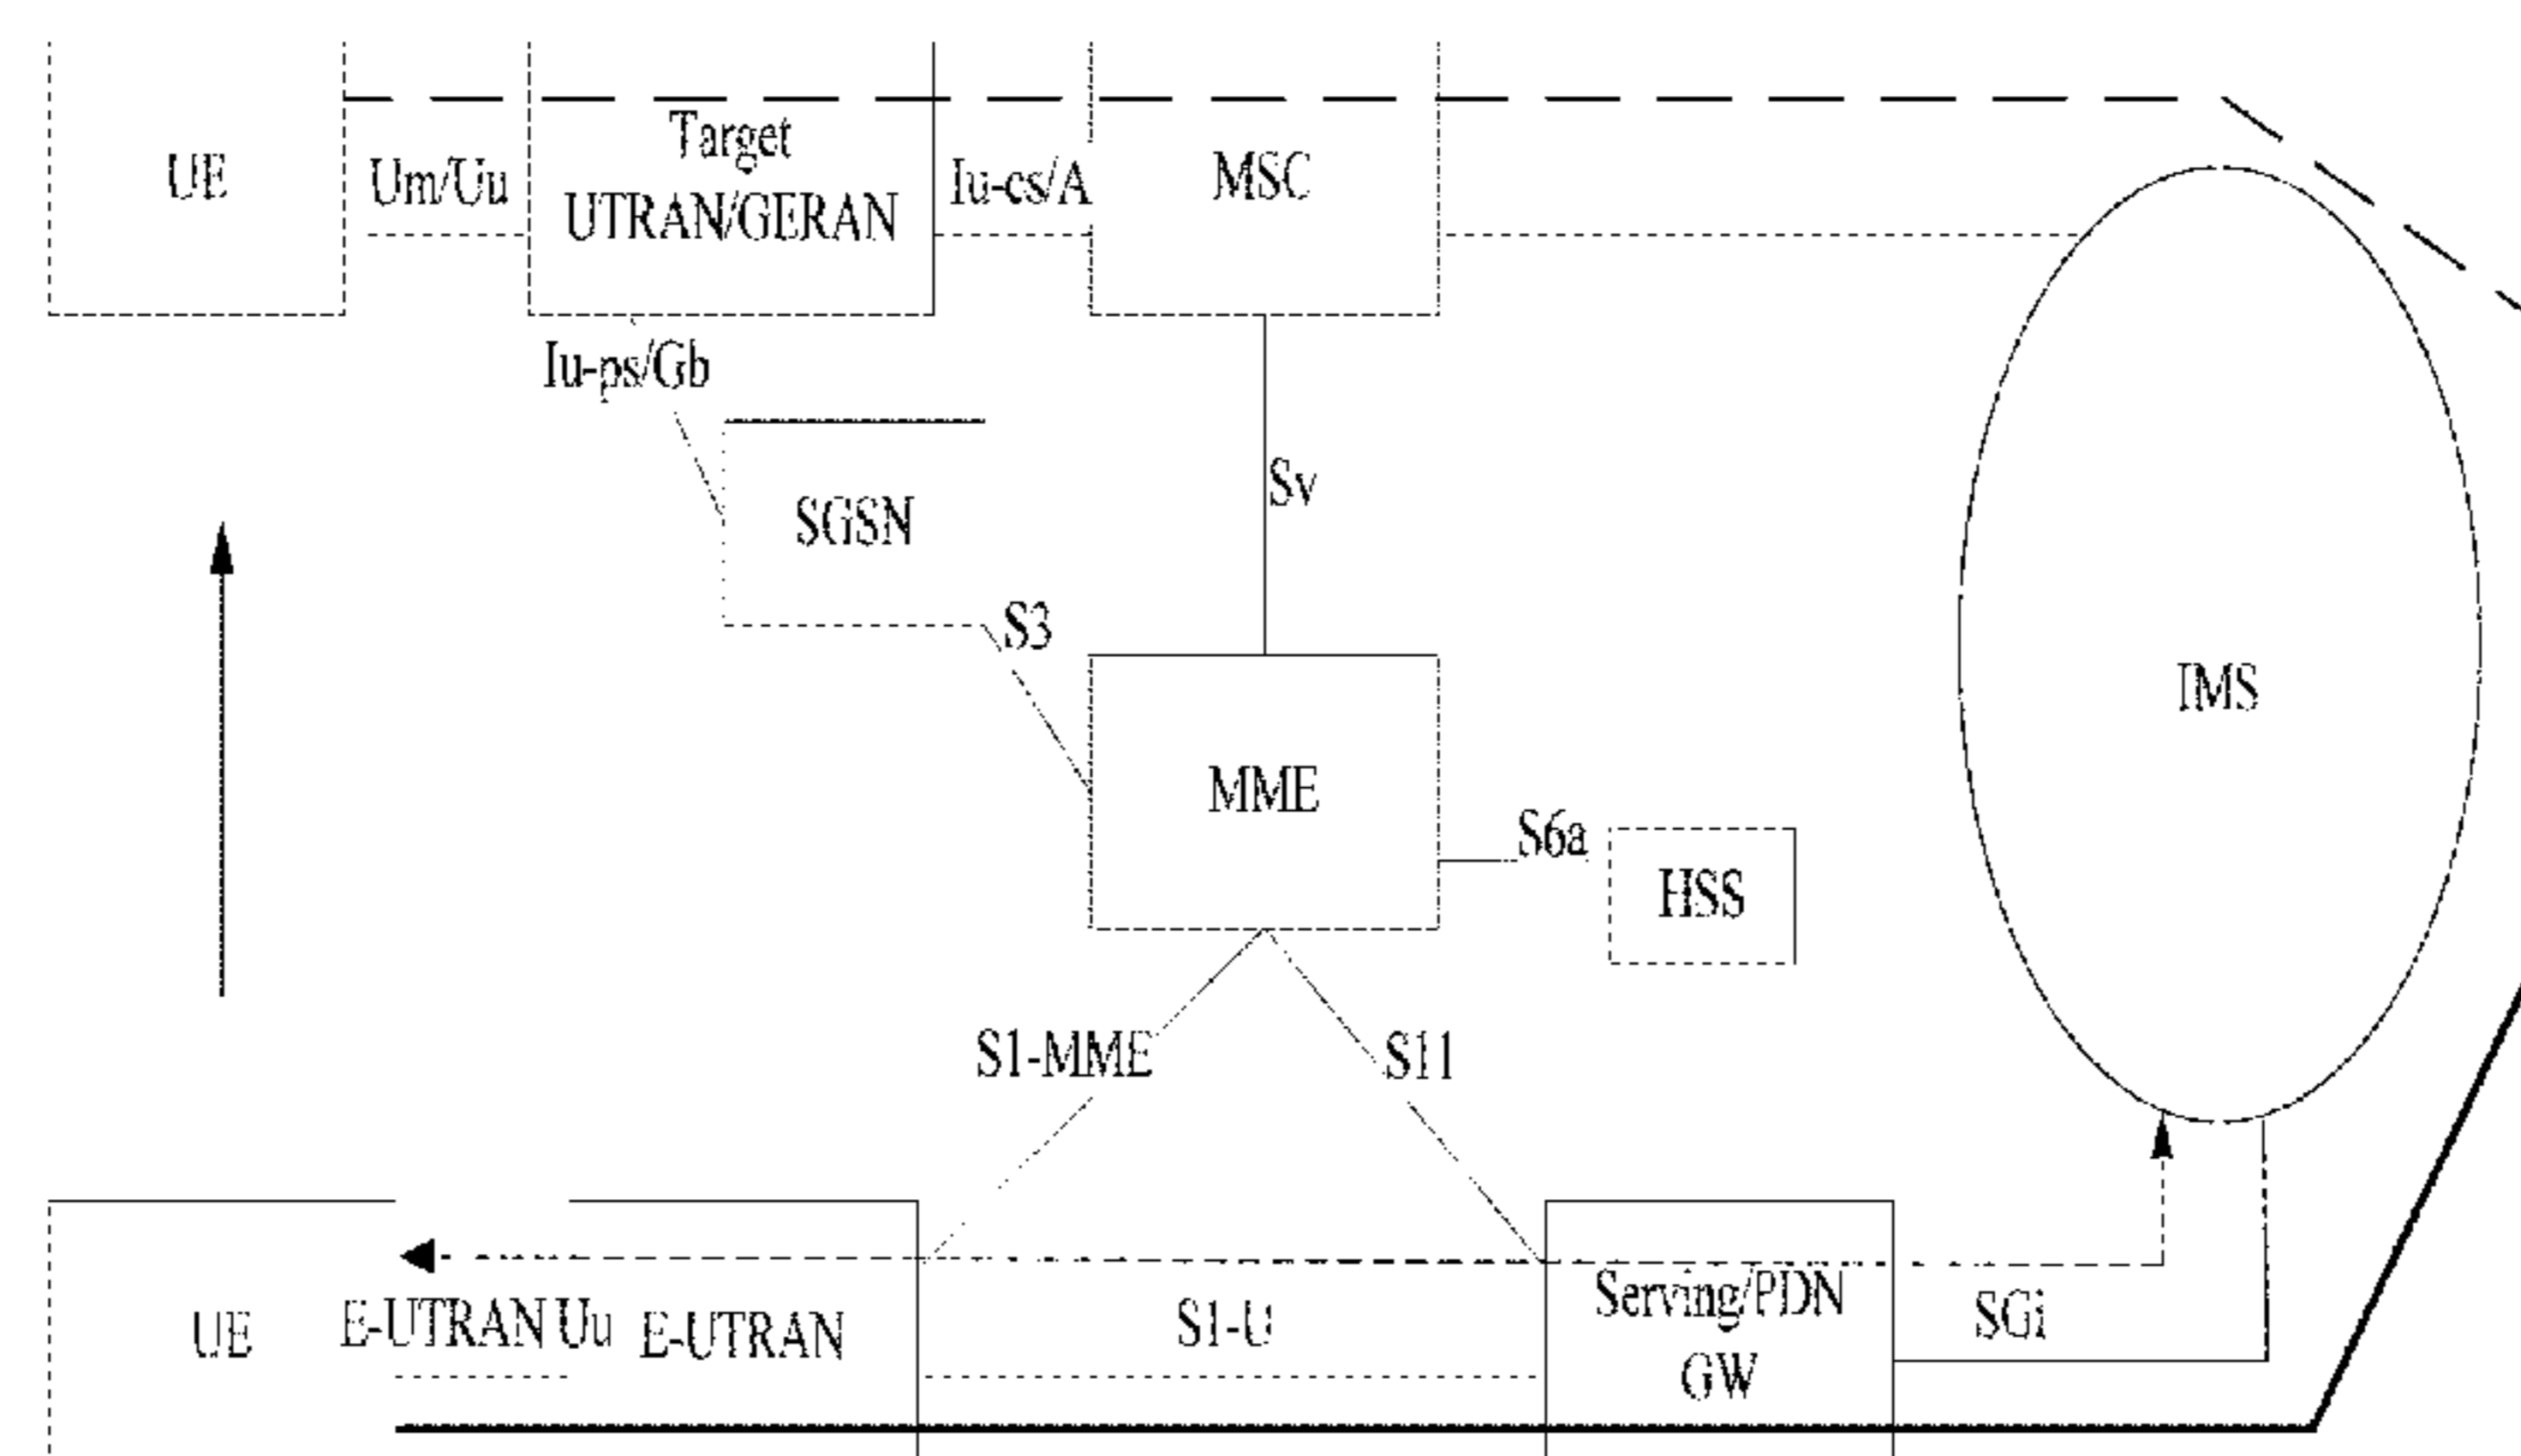 UE
Um/Uu
Target
UTRAN/GERAN
Iu-cs/A
MSC
Iu-ps/Gb
SGSN
Sv
S3
IMS
MME
S6a
HSS
S1-MME
S11
UE
E-UTRAN Uu
E-UTRAN
S1-U
Serving/PDN
GW
SGi